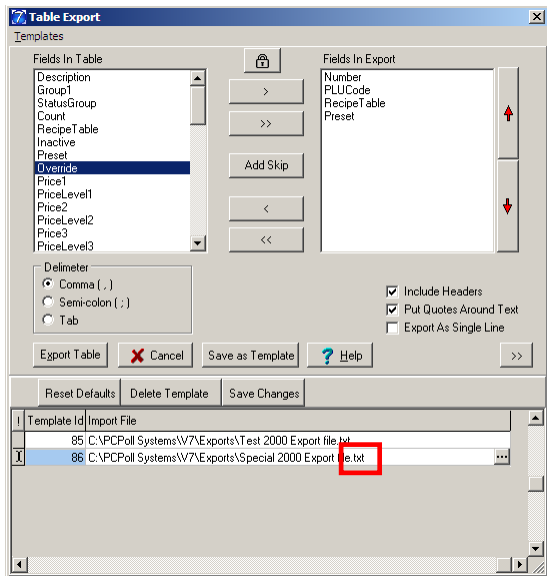 Table Export
Templates
Fields In Table
Fields In Export
Description
Group1
StatusGroup
Count
RecipeTable
Inactive
Preset
Override
Price1
PriceLevel1
Price2
PriceLevel2
Price3
PriceLevel3
>
>>
Add Skip
<
<<
Number
PLUCode
RecipeTable
Preset
Delimeter
Comma ( , )
Semi-colon ( ; )
Tab
Include Headers
Put Quotes Around Text
Export As Single Line
Export Table
Cancel
Save as Template
? Help
>>
Reset Defaults
Delete Template
Save Changes
! Template Id Import File
85 C:\PCPoll Systems\V7\Exports\Test 2000 Export file.txt
86 C:\PCPoll Systems\V7\Exports\Special 2000 Export file.txt ...